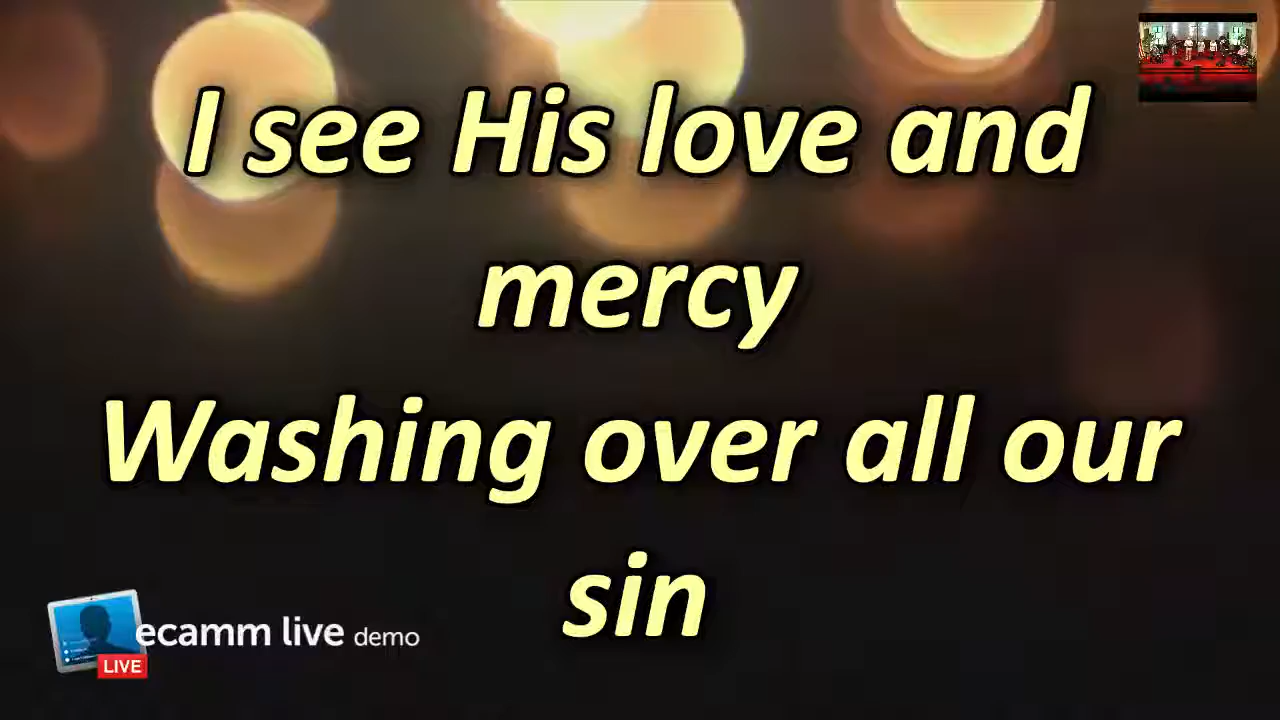 I see His love and
mercy
Washing over all our
sin
ecamm live demo
LIVE